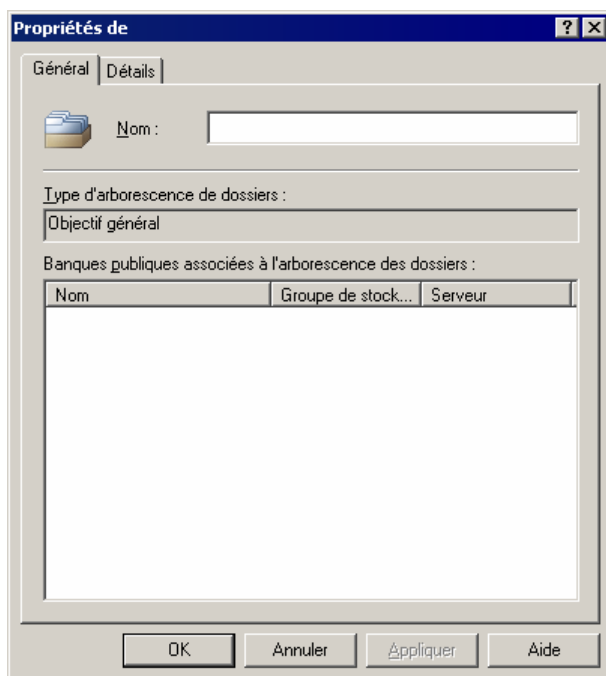 Propriétés de
Général
Détails
Nom :
Type d'arborescence de dossiers :
Objectif général
Banques publiques associées à l'arborescence des dossiers :
Nom Groupe de stock... Serveur
OK Annuler Appliquer Aide